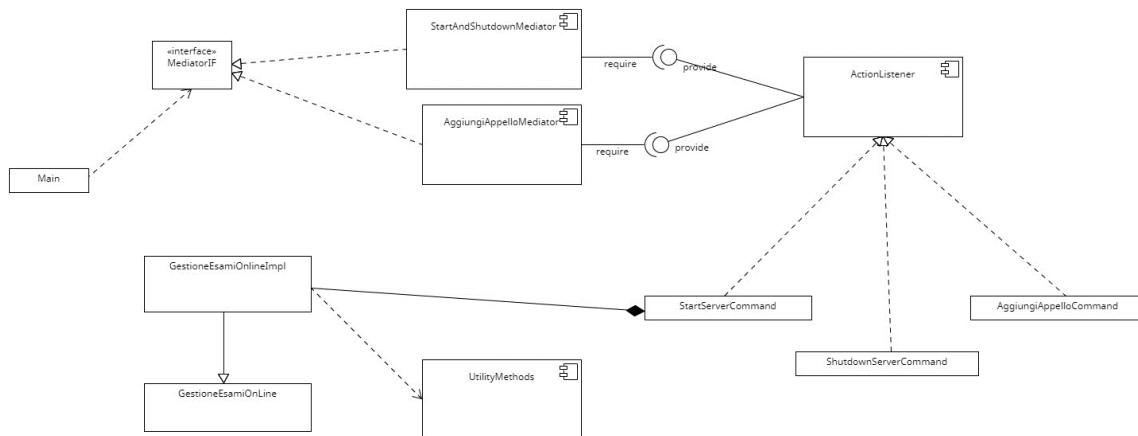 StartAndShutdownMediator
«interface»
MediatorIF
require
provide
ActionListener
AggiungiAppelloMediator
require
provide
Main
GestioneEsamiOnlineImpl
StartServerCommand
AggiungiAppelloCommand
ShutdownServerCommand
UtilityMethods
GestioneEsamiOnLine